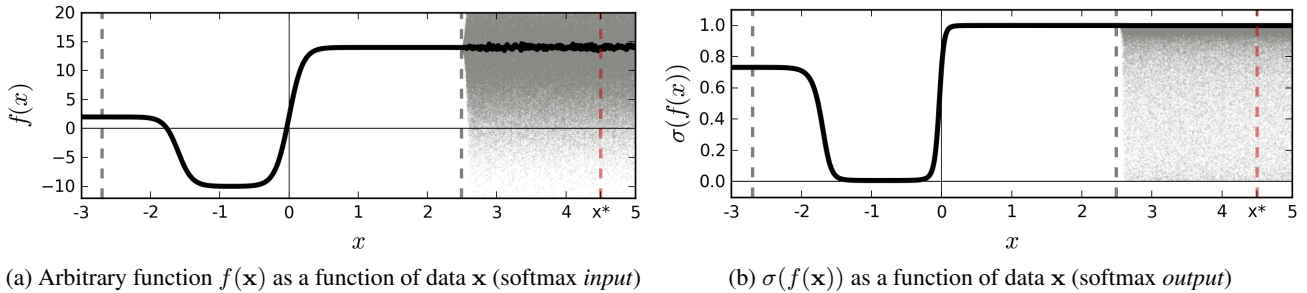 20
15
10
5
0
−5
−10
f(x)
-3 -2 -1 0 1 2 3 4 x* 5
x
1.0
0.8
0.6
0.4
0.2
0.0
σ(f(x))
-3 -2 -1 0 1 2 3 4 x* 5
x
(a) Arbitrary function f(x) as a function of data x (softmax input)
(b) σ(f(x)) as a function of data x (softmax output)